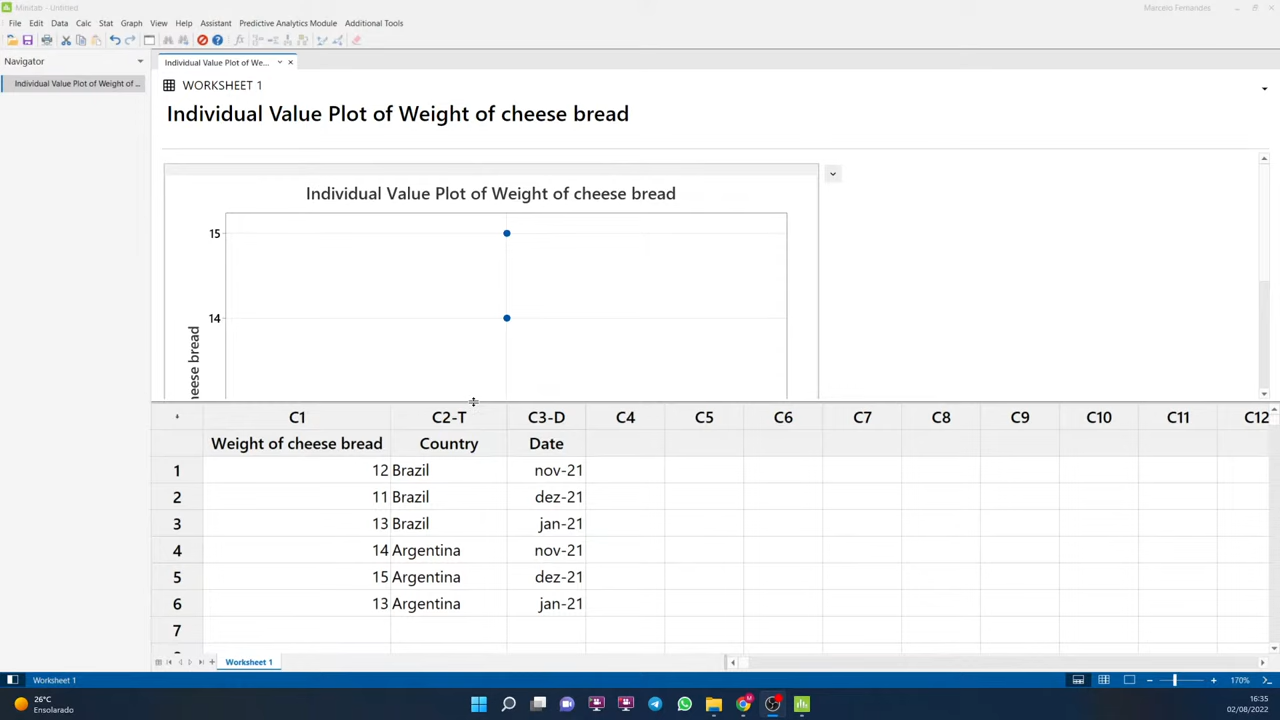 Minitab - Untitled
Marcelo Fernandes
File Edit Data Calc Stat Graph View Help Assistant Predictive Analytics Module Additional Tools
Navigator
Individual Value Plot of We...
Individual Value Plot of Weight of ...
WORKSHEET 1
Individual Value Plot of Weight of cheese bread
Individual Value Plot of Weight of cheese bread
15
14
heese bread
C1 C2-T C3-D C4 C5 C6 C7 C8 C9 C10 C11 C12
Weight of cheese bread Country Date
1 12 Brazil nov-21
2 11 Brazil dez-21
3 13 Brazil jan-21
4 14 Argentina nov-21
5 15 Argentina dez-21
6 13 Argentina jan-21
7
Worksheet 1
Worksheet 1
170%
26°C
Ensolarado
16:35
02/08/2022